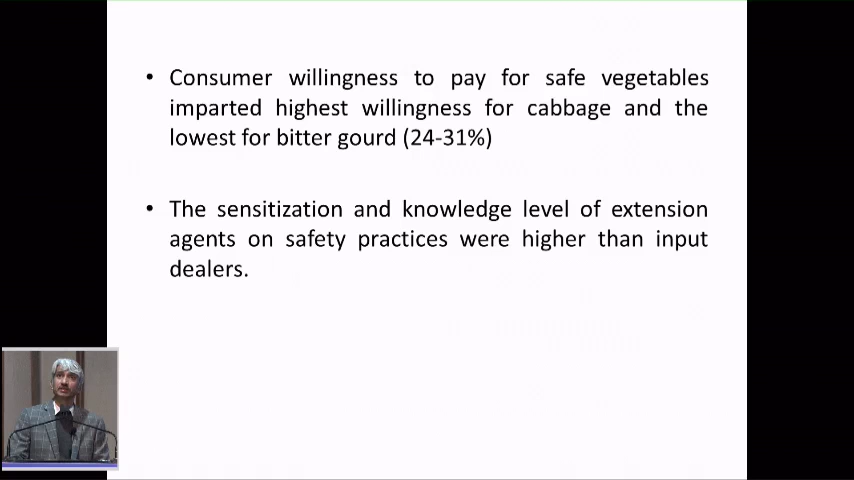 • Consumer willingness to pay for safe vegetables
imparted highest willingness for cabbage and the
lowest for bitter gourd (24-31%)
• The sensitization and knowledge level of extension
agents on safety practices were higher than input
dealers.